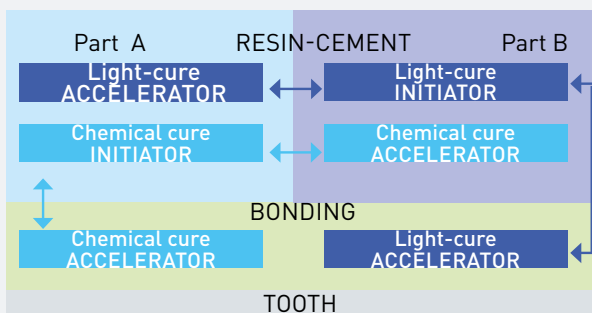 Part A RESIN-CEMENT Part B
Light-cure
ACCELERATOR
Light-cure
INITIATOR
Chemical cure
INITIATOR
Chemical cure
ACCELERATOR
BONDING
Chemical cure
ACCELERATOR
Light-cure
ACCELERATOR
TOOTH